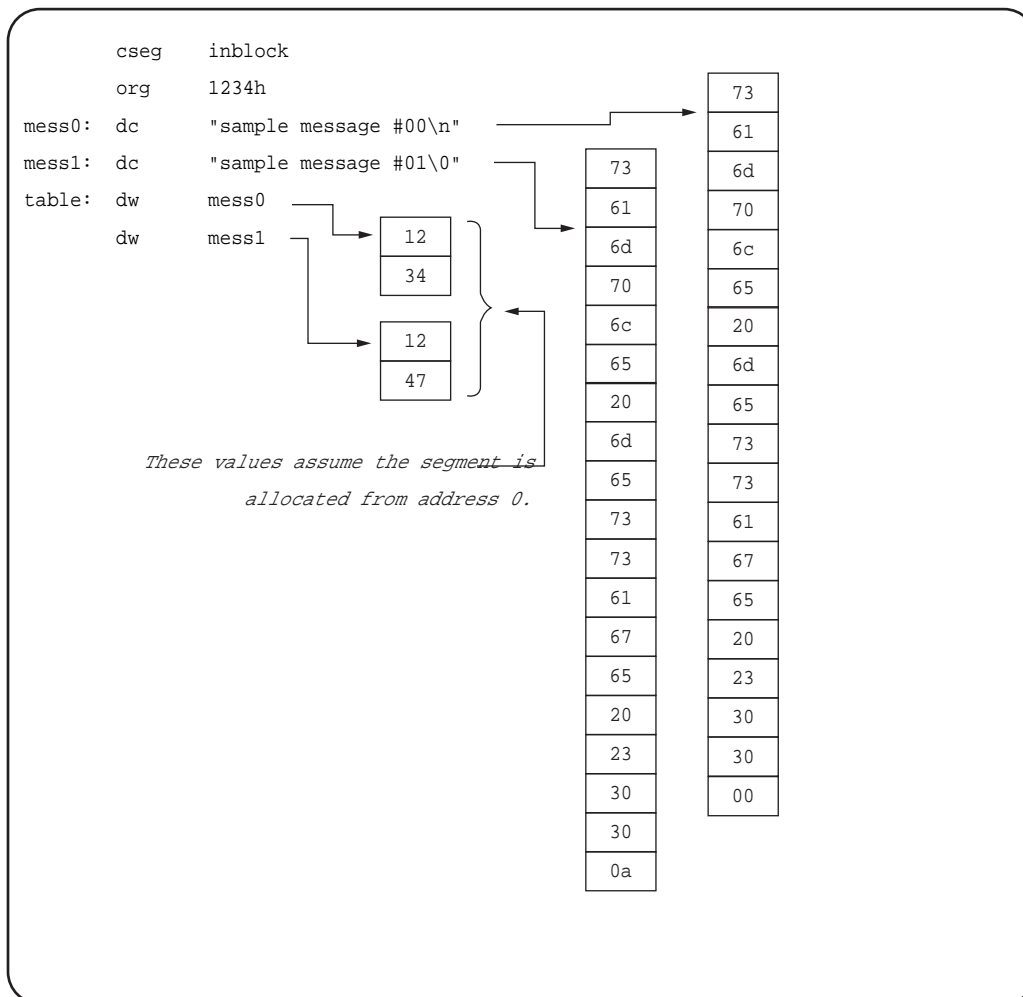 cseg inblock
org 1234h
mess0: dc "sample message #00\n"
mess1: dc "sample message #01\0"
table: dw mess0
dw mess1
12
34
12
47
These values assume the segment is
allocated from address 0.
73
61
6d
70
6c
65
20
6d
65
73
73
61
67
65
20
23
30
30
0a
73
61
6d
70
6c
65
20
6d
65
73
73
61
67
65
20
23
30
30
00